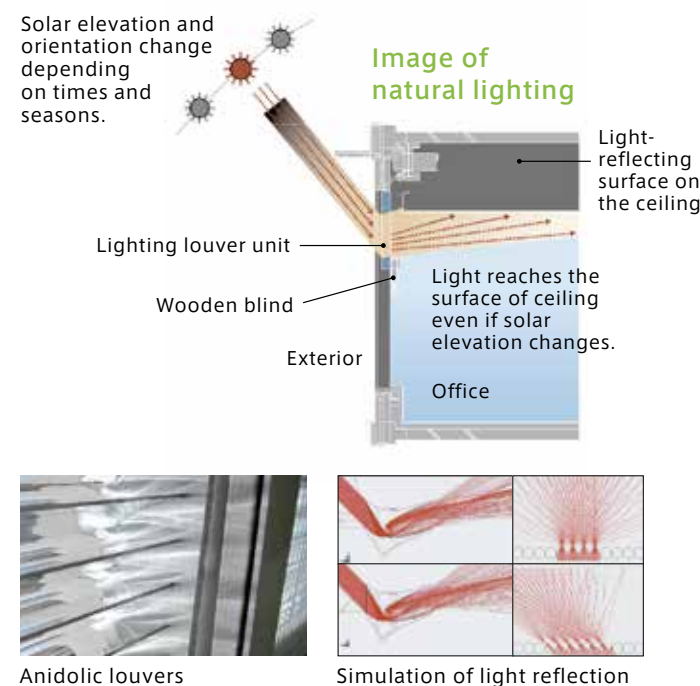 Solar elevation and
orientation change
depending
on times and
seasons.
Image of
natural lighting
Light-
reflecting
surface on
the ceiling
Lighting louver unit
Wooden blind
Light reaches the
surface of ceiling
even if solar
elevation changes.
Exterior
Office
Anidolic louvers
Simulation of light reflection